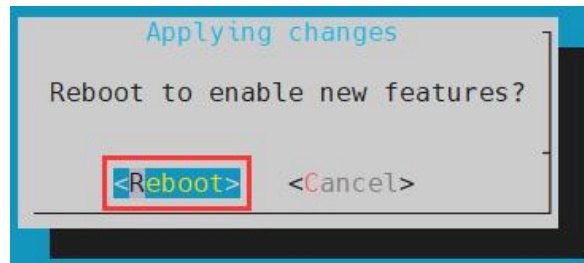 Applying changes
Reboot to enable new features?
<Reboot> <Cancel>